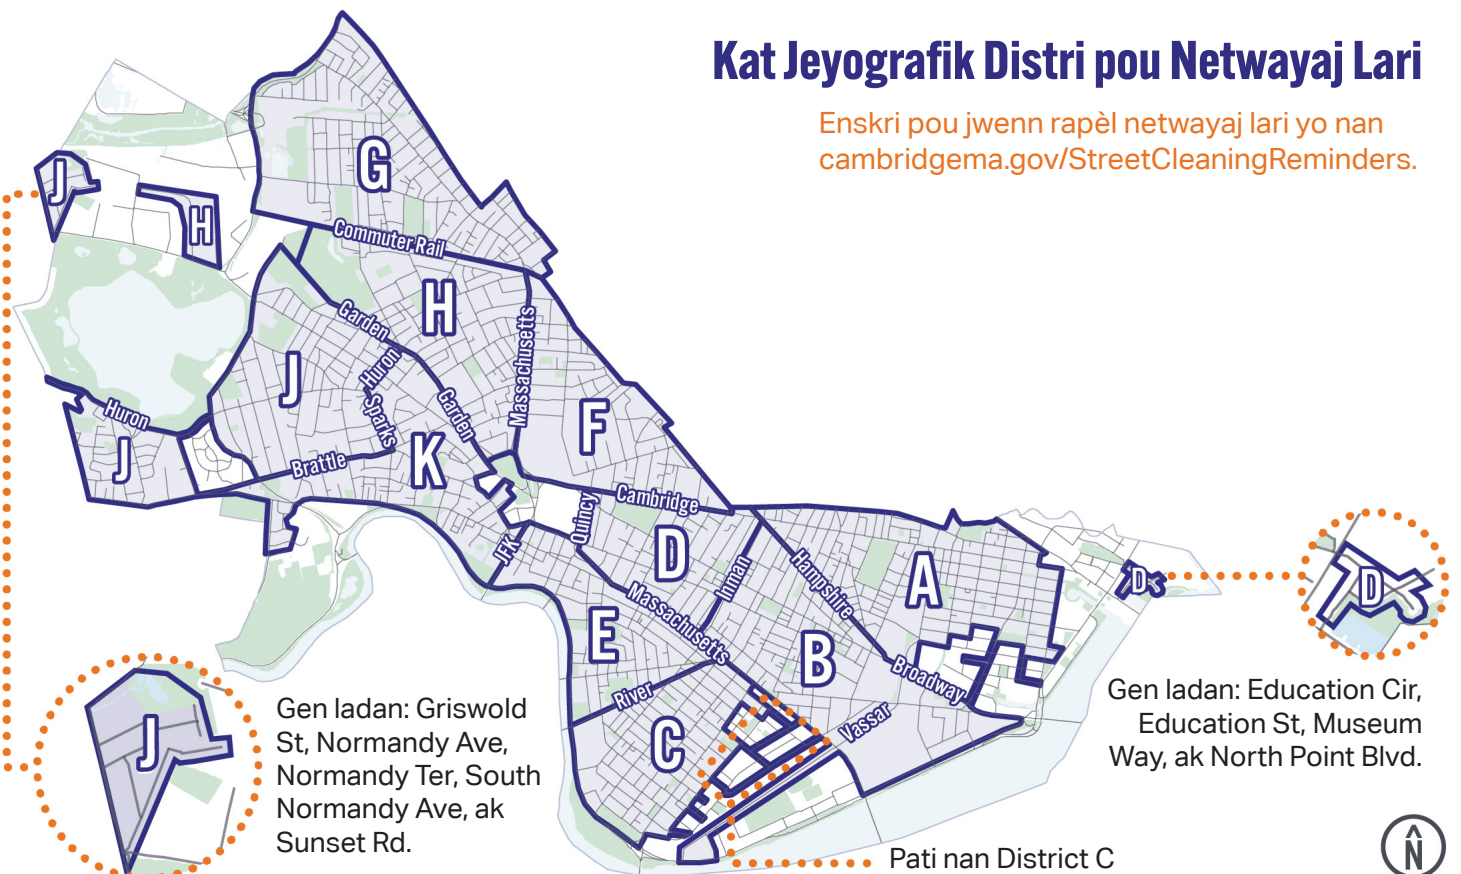 Kat Jeyografik Distri pou Netwayaj Lari
Enskri pou jwenn rapèl netwayaj lari yo nan
cambridgema.gov/StreetCleaningReminders.
G
J
H
Commuter Rail
H
Garden
Massachusetts
Huron
J
Sparks
Garden
Huron
F
J
Brattle
K
Cambridge
Quincy
JFK
D
Inman
Hampshire
A
D
D
Massachusetts
E
B
Broadway
River
Vassar
C
J
Gen ladan: Griswold
St, Normandy Ave,
Normandy Ter, South
Normandy Ave, ak
Sunset Rd.
Gen ladan: Education Cir,
Education St, Museum
Way, ak North Point Blvd.
Pati nan District C
N